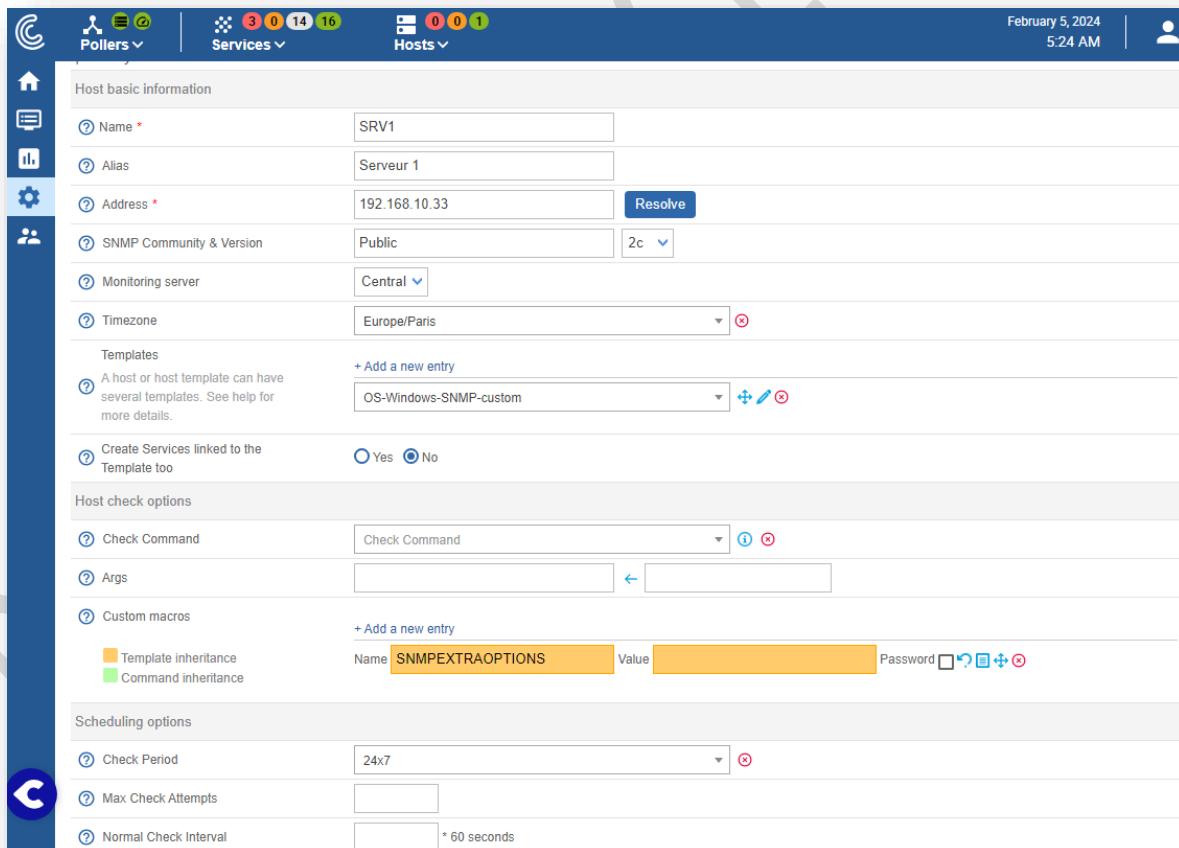 3 0 14 16
0 0 1
February 5, 2024
Pollers
Services
Hosts
5:24 AM
Host basic information
Name *
SRV1
Alias
Serveur 1
Address *
192.168.10.33
Resolve
SNMP Community & Version
Public
2c
Monitoring server
Central
Timezone
Europe/Paris
Templates
+ Add a new entry
A host or host template can have
several templates. See help for
more details.
OS-Windows-SNMP-custom
Create Services linked to the
Template too
Yes
No
Host check options
Check Command
Check Command
Args
Custom macros
+ Add a new entry
Template inheritance
Command inheritance
Name
SNMPEXTRAOPTIONS
Value
Password
Scheduling options
Check Period
24x7
Max Check Attempts
Normal Check Interval
* 60 seconds